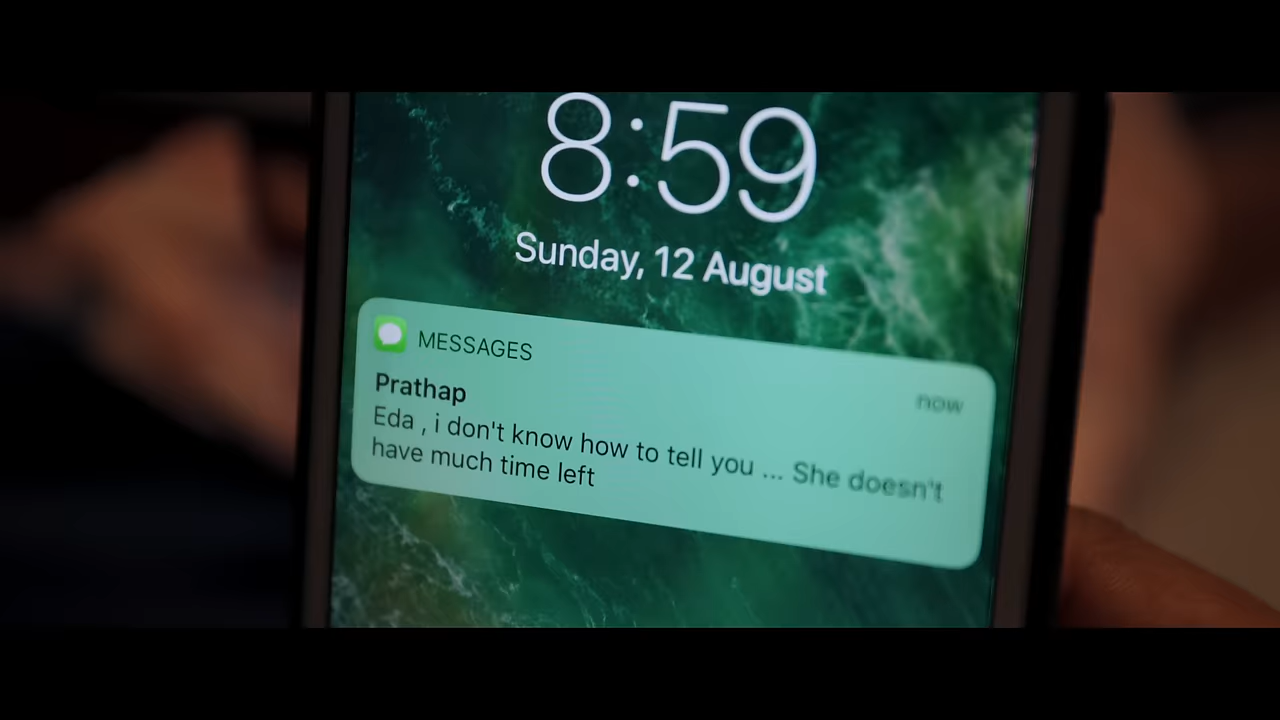 8:59
Sunday, 12 August
MESSAGES
now
Prathap
Eda , i don't know how to tell you ... She doesn't
have much time left